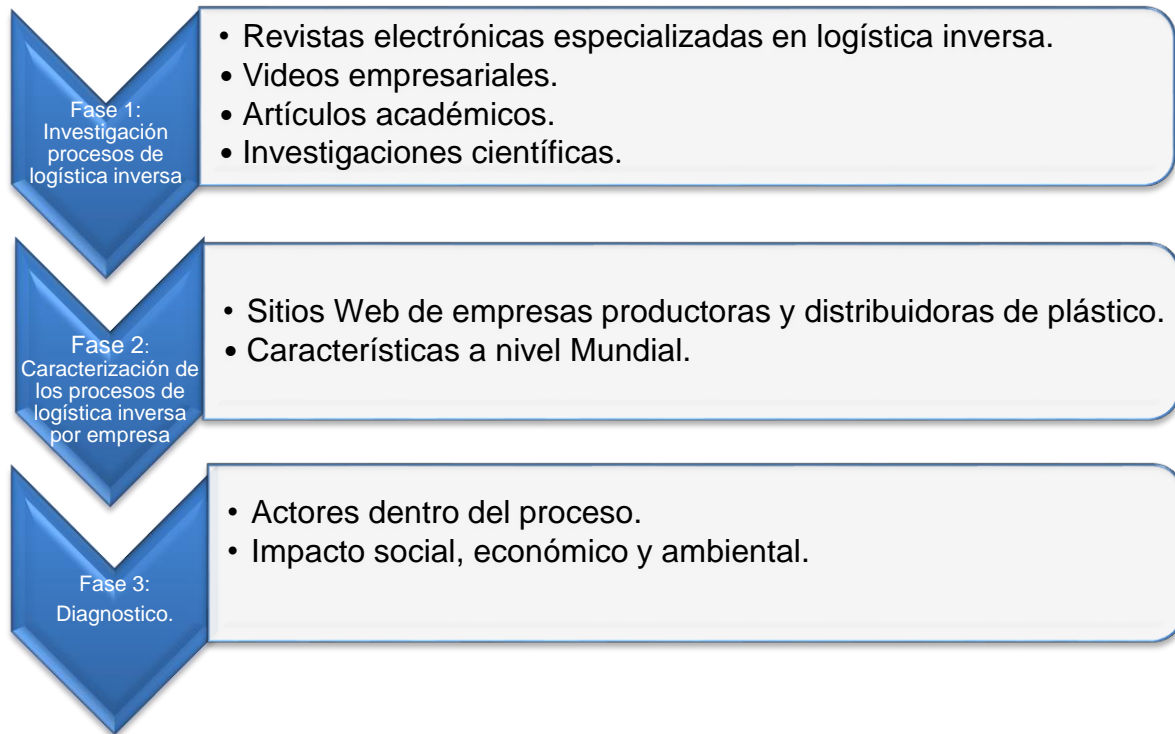 Fase 1:
Investigación
procesos de
logística inversa
• Revistas electrónicas especializadas en logística inversa.
• Videos empresariales.
• Artículos académicos.
• Investigaciones científicas.
Fase 2:
Caracterización de
los procesos de
logística inversa
por empresa
• Sitios Web de empresas productoras y distribuidoras de plástico.
• Características a nivel Mundial.
Fase 3:
Diagnostico.
• Actores dentro del proceso.
• Impacto social, económico y ambiental.